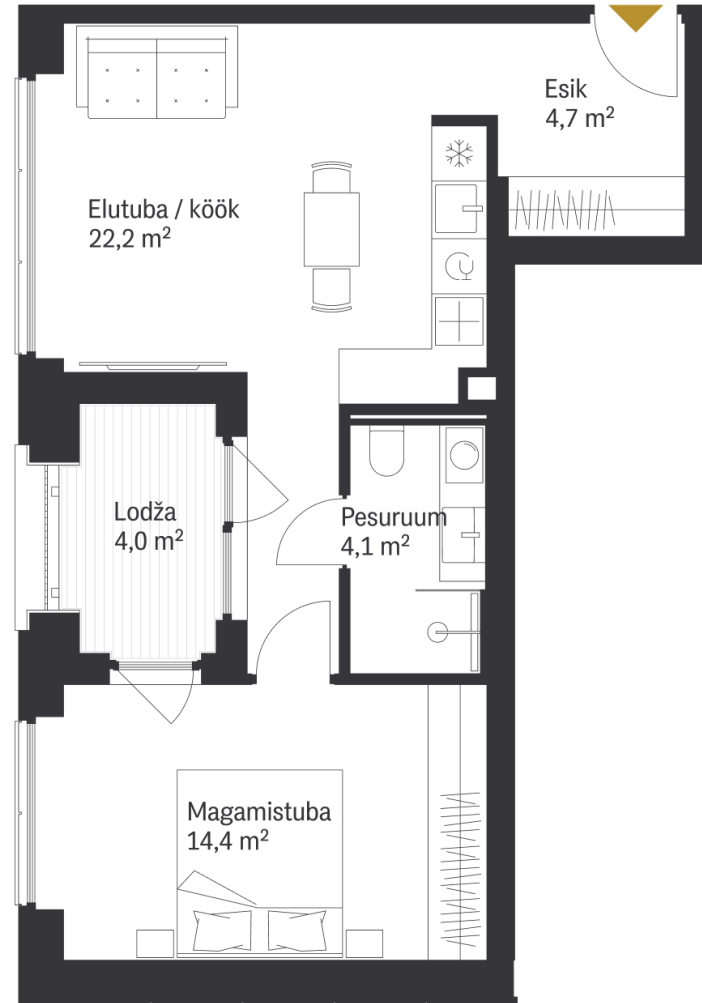 Esik
4,7 m²
Elutuba / köök
22,2 m²
Lodža
4,0 m²
Pesuruum
4,1 m²
Magamistuba
14,4 m²